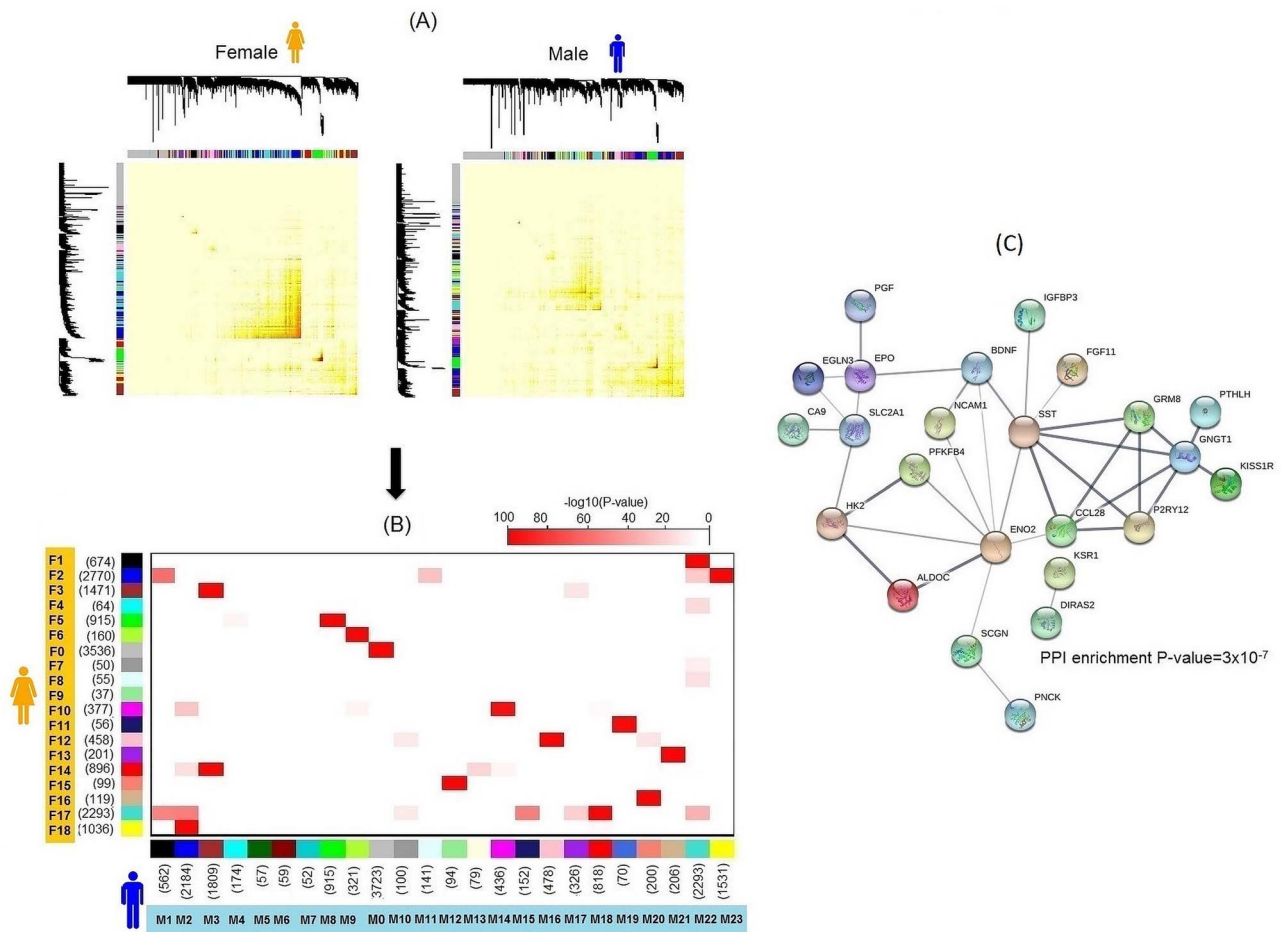 (A)
Female
Male
(B)
-log10(P-value)
100 80 60 40 20 0
F1 (674)
F2 (2770)
F3 (1471)
F4 (64)
F5 (915)
F6 (160)
F0 (3536)
F7 (50)
F8 (55)
F9 (37)
F10 (377)
F11 (56)
F12 (458)
F13 (201)
F14 (896)
F15 (99)
F16 (119)
F17 (2293)
F18 (1036)
(562) (2184) (1809) (174) (57) (59) (52) (915) (321) 3723) (100) (141) (94) (79) (436) (152) (478) (326) (818) (70) (200) (206) (2293) (1531)
M1 M2 M3 M4 M5 M6 M7 M8 M9 M0 M10 M11 M12 M13 M14 M15 M16 M17 M18 M19 M20 M21 M22 M23
(C)
PGF
IGFBP3
EGLN3
EPO
BDNF
FGF11
CA9
SLC2A1
NCAM1
SST
GRM8
PTHLH
GNGT1
PFKFB4
KISS1R
HK2
ENO2
CCL28
P2RY12
KSR1
ALDOC
DIRAS2
SCGN
PPI enrichment P-value=3x10-7
PNCK